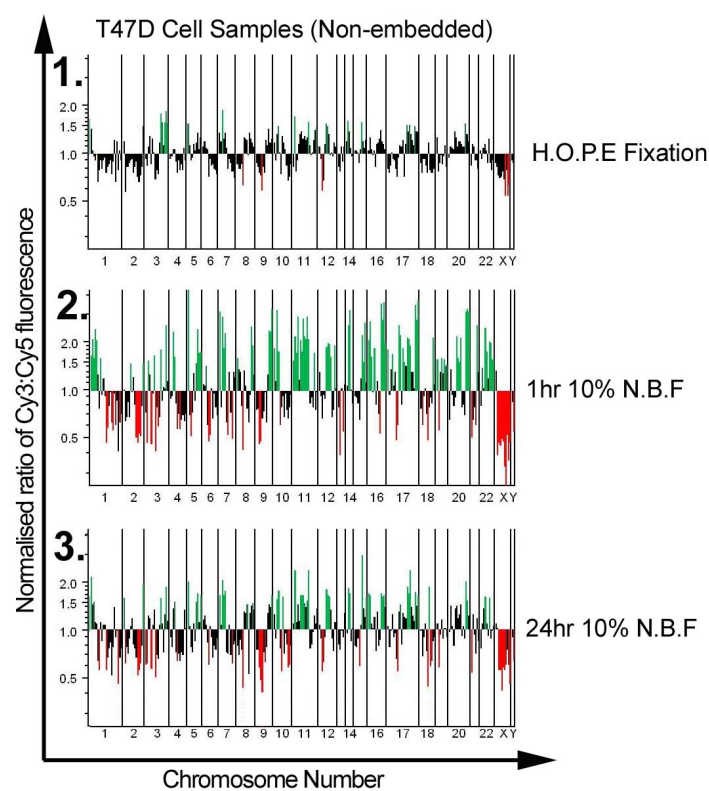 T47D Cell Samples (Non-embedded)
1.
2.0
1.5
1.0
0.5
1 2 3 4 5 6 7 8 9 10 11 12 14 16 17 18 20 22 X Y
H.O.P.E Fixation
2.
2.0
1.5
1.0
0.5
1 2 3 4 5 6 7 8 9 10 11 12 14 16 17 18 20 22 X Y
1hr 10% N.B.F
3.
2.0
1.5
1.0
0.5
1 2 3 4 5 6 7 8 9 10 11 12 14 16 17 18 20 22 X Y
24hr 10% N.B.F
Normalised ratio of Cy3:Cy5 fluorescence
Chromosome Number